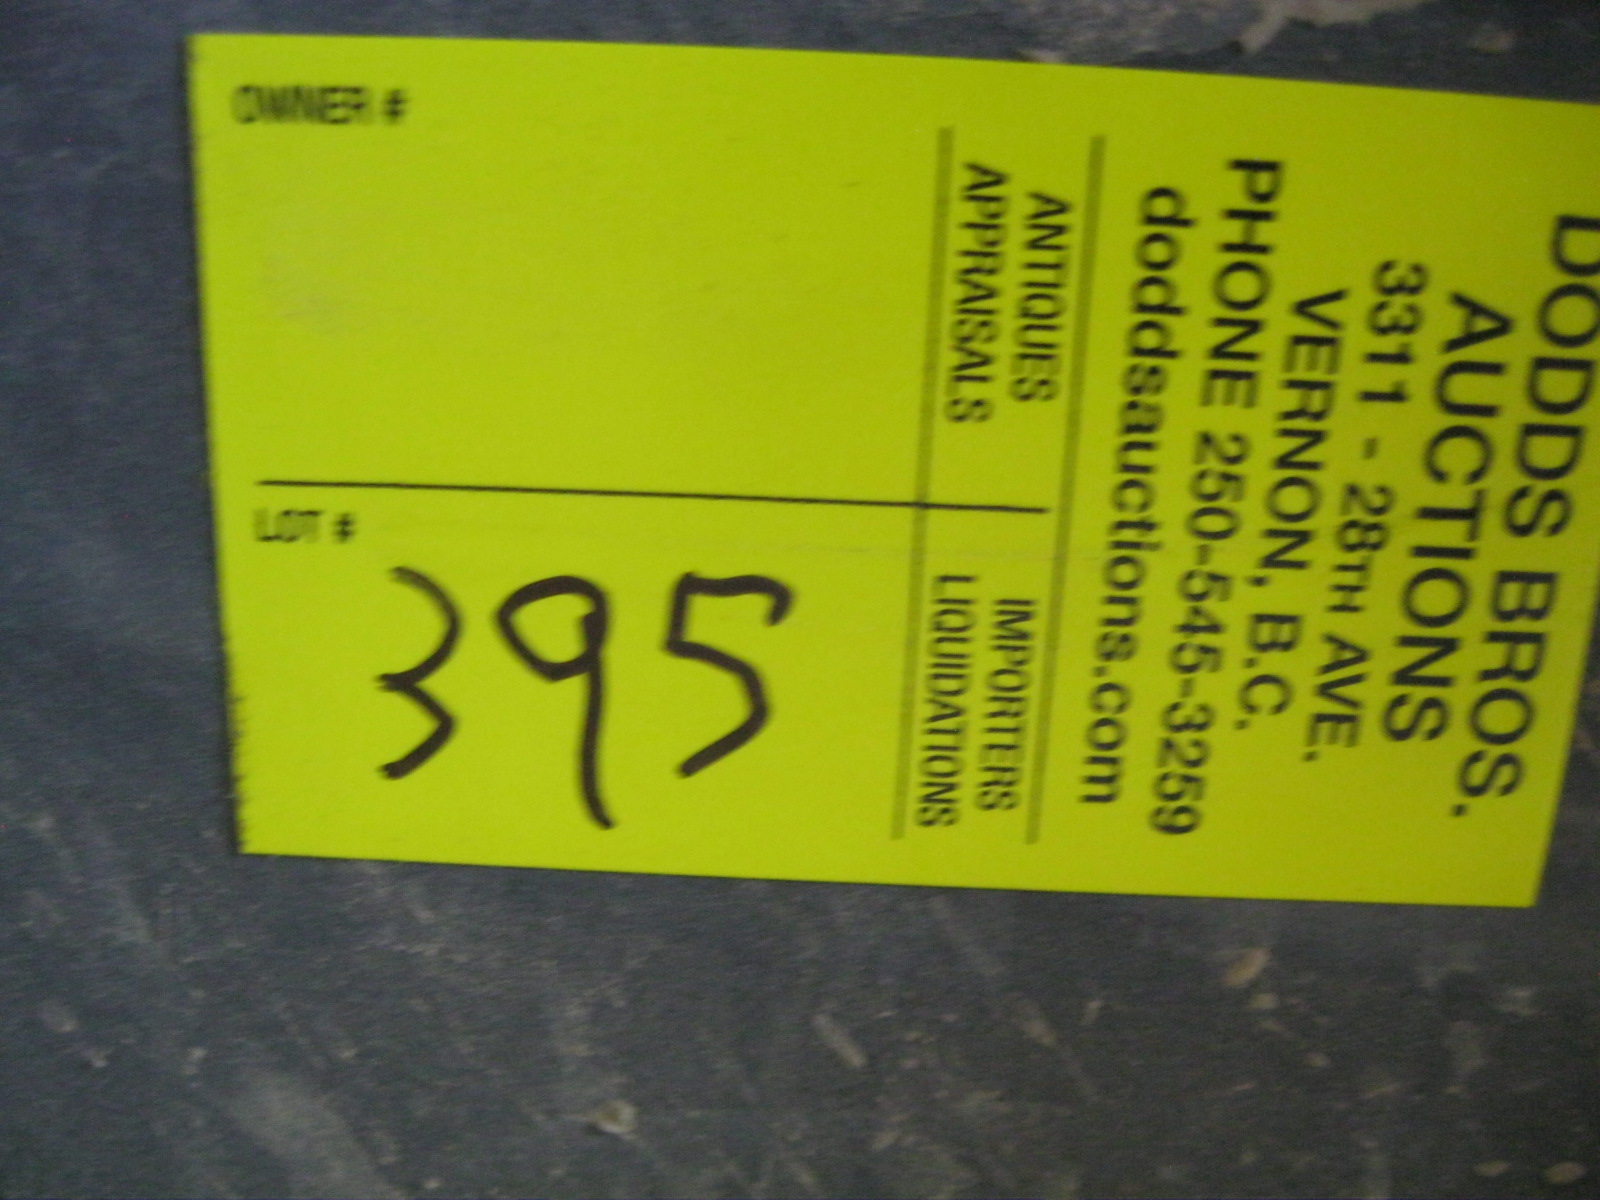 DODDS BROS.
AUCTIONS
3311 - 28TH AVE.
VERNON, B.C.
PHONE 250-545-3259
doddsauctions.com
ANTIQUES IMPORTERS
APPRAISALS LIQUIDATIONS
OWNER #
LOT #
395